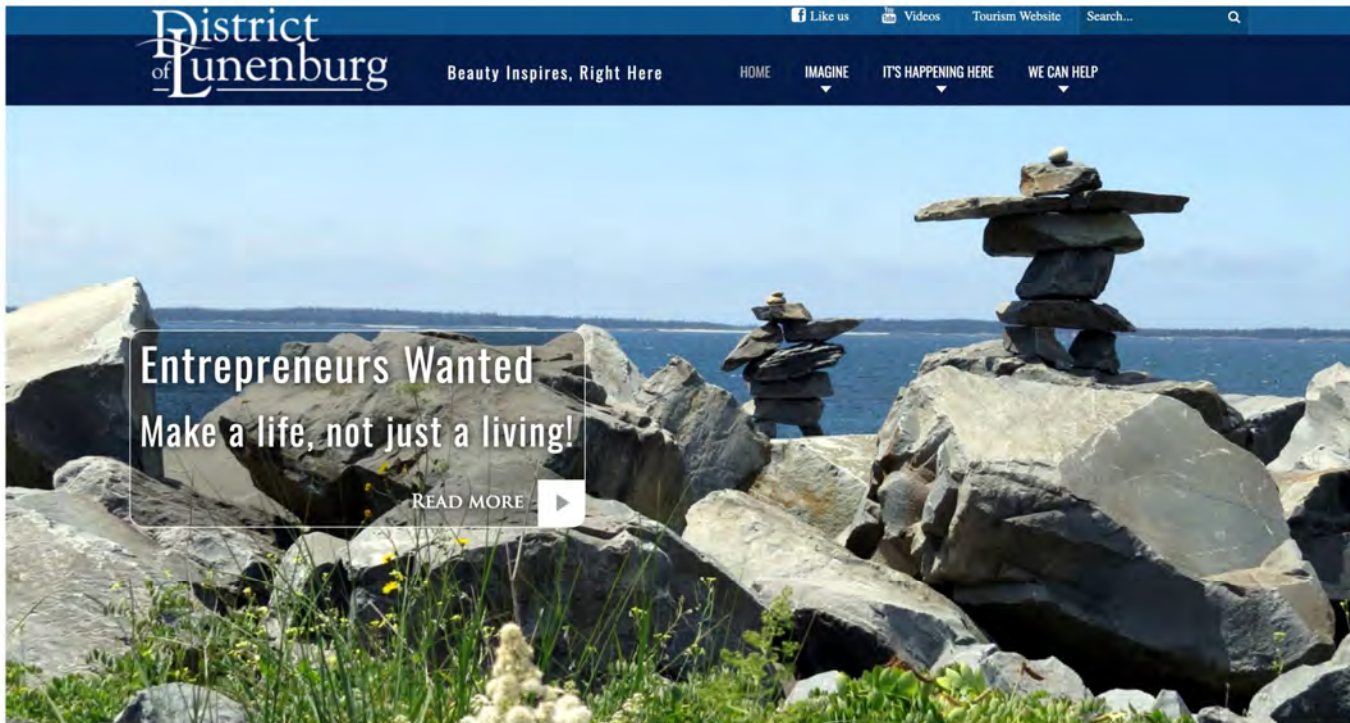 Like us Videos Tourism Website Search...
District
of Lunenburg
Beauty Inspires, Right Here
HOME IMAGINE IT'S HAPPENING HERE WE CAN HELP
Entrepreneurs Wanted
Make a life, not just a living!
READ MORE